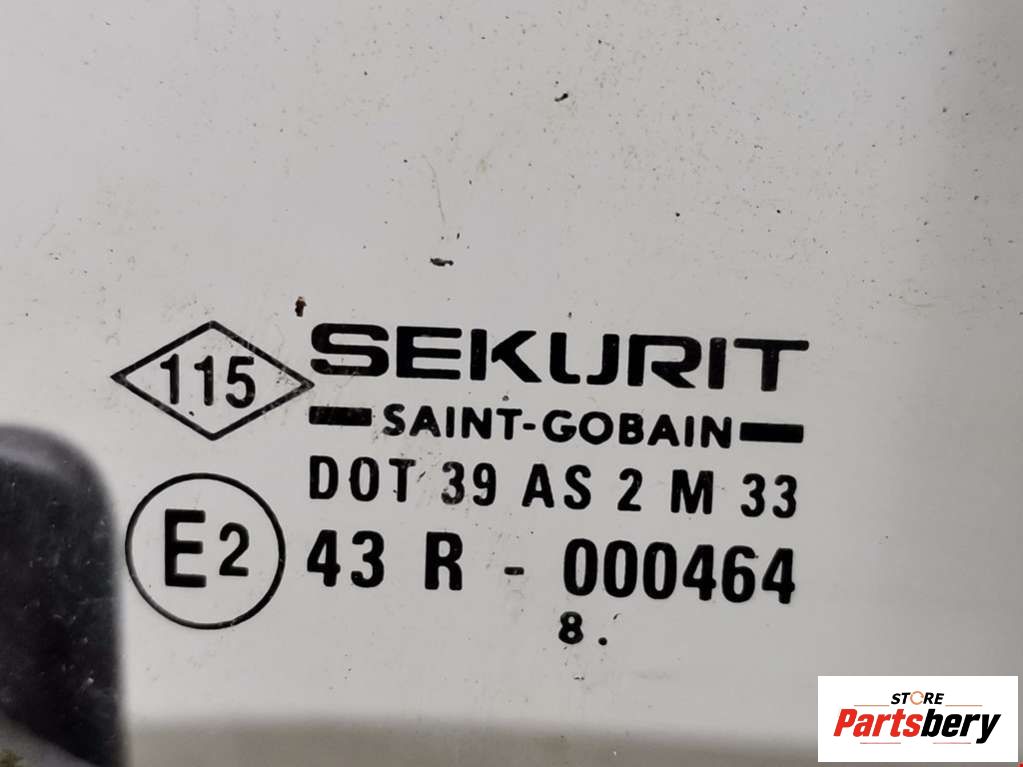 115
SEKURIT
SAINT-GOBAIN
DOT 39 AS 2 M 33
E2
43 R - 000464
8.
STORE
Partsbery